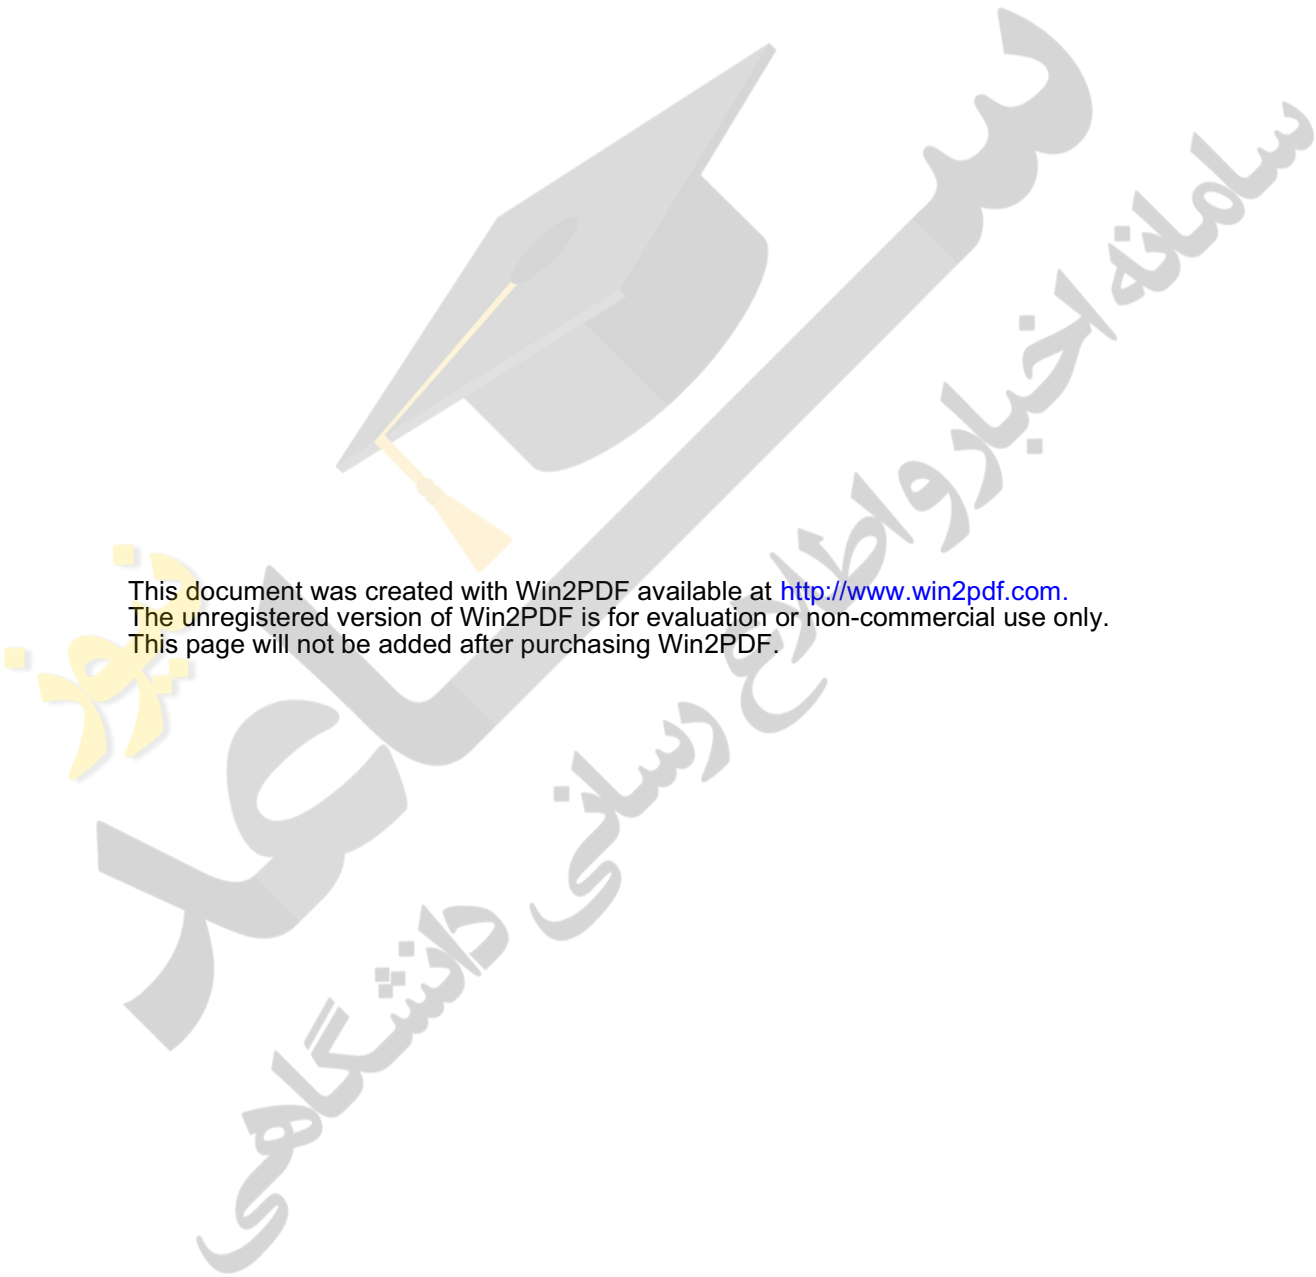 This document was created with Win2PDF available at http://www.win2pdf.com.
The unregistered version of Win2PDF is for evaluation or non-commercial use only.
This page will not be added after purchasing Win2PDF.
ساعد
نیوز
سامانه اخبار و اطلاع رسانی دانشگاهی